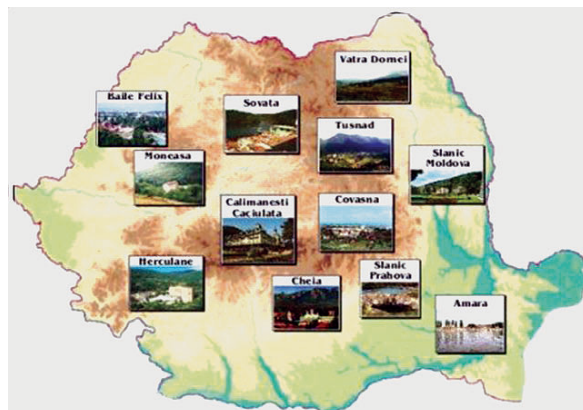 Vatra Dornei
Baile Felix
Sovata
Tusnad
Moneasa
Slanic
Moldova
Calimanesti
Caciulata
Covasna
Herculane
Slanic
Prahova
Cheia
Amara